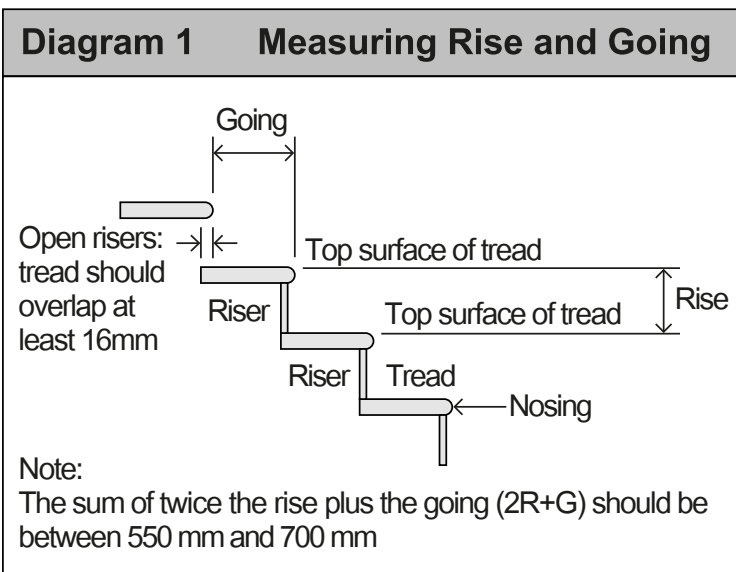 Diagram 1 Measuring Rise and Going
Going
Open risers:
tread should
overlap at
least 16mm
Top surface of tread
Rise
Riser
Top surface of tread
Riser Tread
Nosing
Note:
The sum of twice the rise plus the going (2R+G) should be
between 550 mm and 700 mm